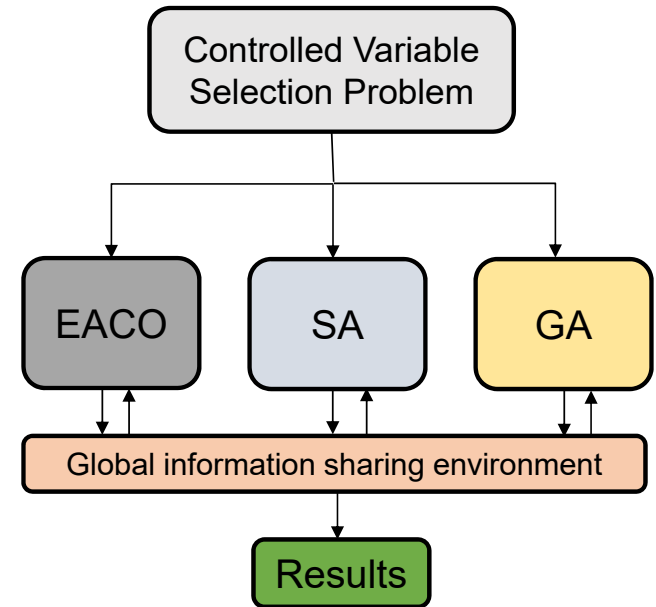 Controlled Variable
Selection Problem
EACO
SA
GA
Global information sharing environment
Results